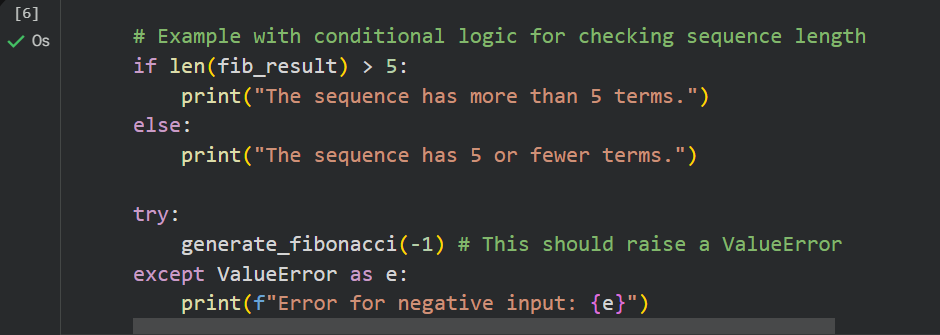 [6]
0s
# Example with conditional logic for checking sequence length
if len(fib_result) > 5:
    print("The sequence has more than 5 terms.")
else:
    print("The sequence has 5 or fewer terms.")

try:
    generate_fibonacci(-1) # This should raise a ValueError
except ValueError as e:
    print(f"Error for negative input: {e}")